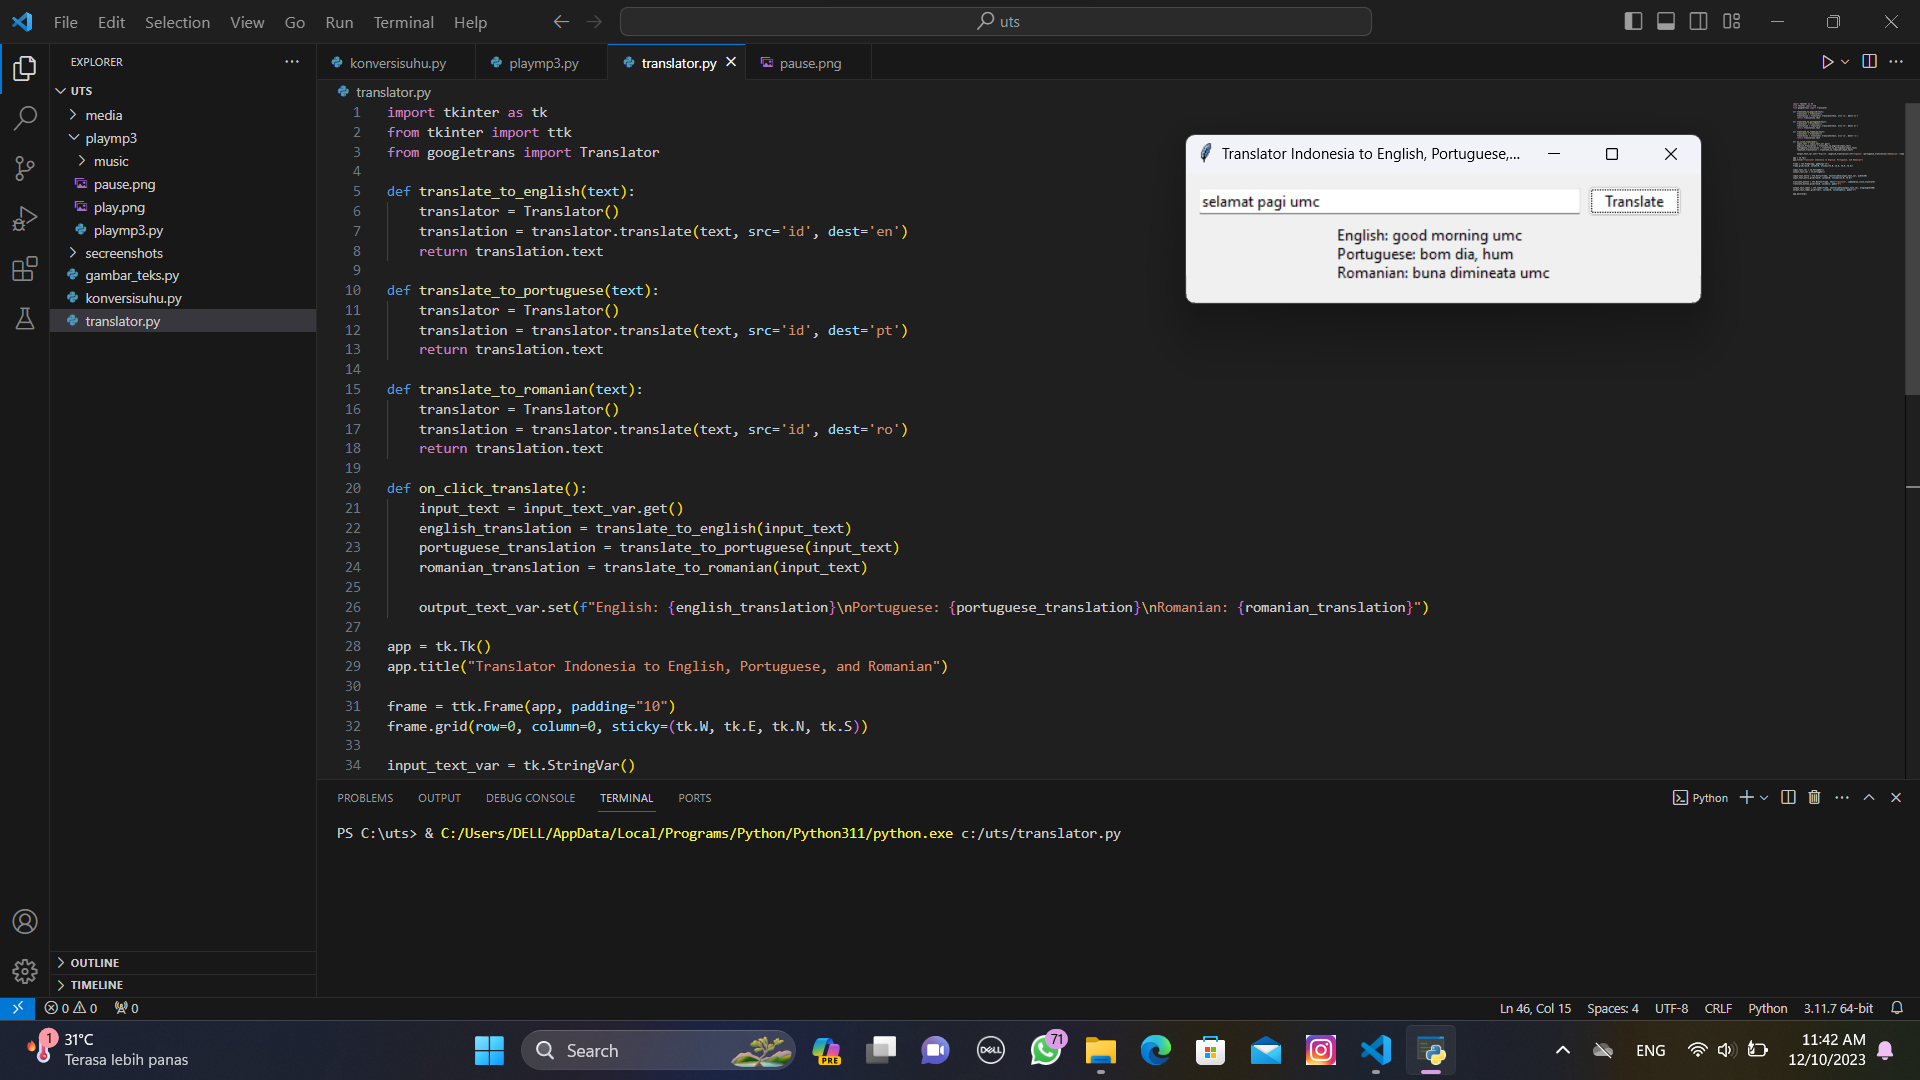 File Edit Selection View Go Run Terminal Help
uts
EXPLORER
UTS
media
playmp3
music
pause.png
play.png
playmp3.py
secreenshots
gambar_teks.py
konversisuhu.py
translator.py
OUTLINE
TIMELINE
konversisuhu.py playmp3.py translator.py pause.png
translator.py
1 import tkinter as tk
2 from tkinter import ttk
3 from googletrans import Translator
4
5 def translate_to_english(text):
6 translator = Translator()
7 translation = translator.translate(text, src='id', dest='en')
8 return translation.text
9
10 def translate_to_portuguese(text):
11 translator = Translator()
12 translation = translator.translate(text, src='id', dest='pt')
13 return translation.text
14
15 def translate_to_romanian(text):
16 translator = Translator()
17 translation = translator.translate(text, src='id', dest='ro')
18 return translation.text
19
20 def on_click_translate():
21 input_text = input_text_var.get()
22 english_translation = translate_to_english(input_text)
23 portuguese_translation = translate_to_portuguese(input_text)
24 romanian_translation = translate_to_romanian(input_text)
25
26 output_text_var.set(f"English: {english_translation}\nPortuguese: {portuguese_translation}\nRomanian: {romanian_translation}")
27
28 app = tk.Tk()
29 app.title("Translator Indonesia to English, Portuguese, and Romanian")
30
31 frame = ttk.Frame(app, padding="10")
32 frame.grid(row=0, column=0, sticky=(tk.W, tk.E, tk.N, tk.S))
33
34 input_text_var = tk.StringVar()
Translator Indonesia to English, Portuguese,...
selamat pagi umc
Translate
English: good morning umc
Portuguese: bom dia, hum
Romanian: buna dimineata umc
PROBLEMS OUTPUT DEBUG CONSOLE TERMINAL PORTS
Python
PS C:\uts> & C:/Users/DELL/AppData/Local/Programs/Python/Python311/python.exe c:/uts/translator.py
0 0 0
Ln 46, Col 15 Spaces: 4 UTF-8 CRLF Python 3.11.7 64-bit
1
31°C
Terasa lebih panas
Search
PRE
DELL
71
ENG
11:42 AM
12/10/2023